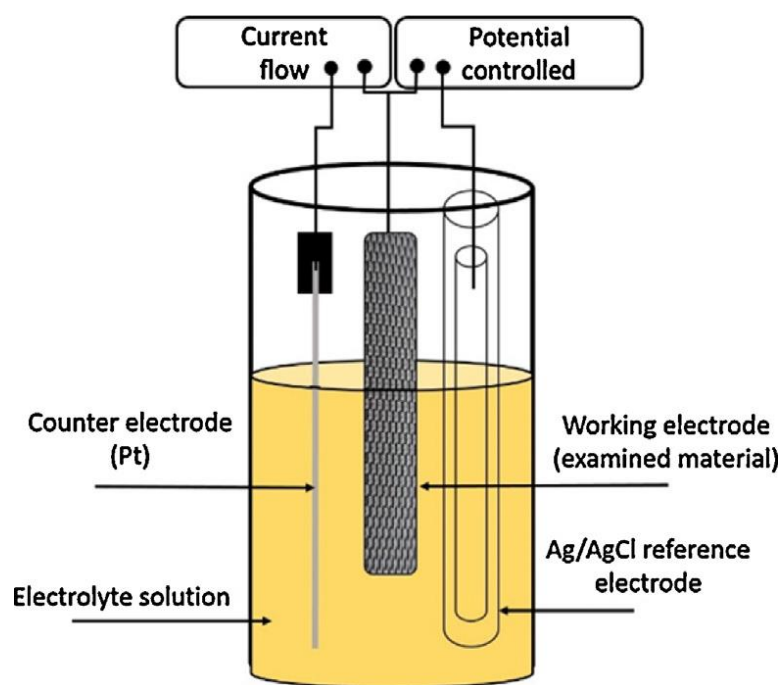 Current
flow
Potential
controlled
Counter electrode
(Pt)
Working electrode
(examined material)
Ag/AgCl reference
electrode
Electrolyte solution